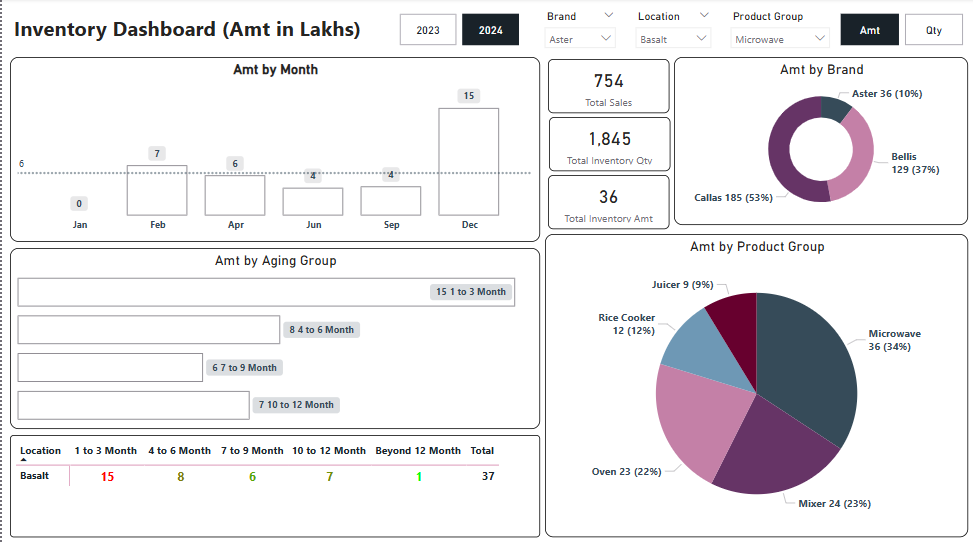 Inventory Dashboard (Amt in Lakhs)
2023
2024
Brand
Aster
Location
Basalt
Product Group
Microwave
Amt
Qty
Amt by Month
15
7
6
6
4
4
0
Jan Feb Apr Jun Sep Dec
754
Total Sales
1,845
Total Inventory Qty
36
Total Inventory Amt
Amt by Brand
Aster 36 (10%)
Bellis
129 (37%)
Callas 185 (53%)
Amt by Aging Group
15 1 to 3 Month
8 4 to 6 Month
6 7 to 9 Month
7 10 to 12 Month
Amt by Product Group
Juicer 9 (9%)
Rice Cooker
12 (12%)
Microwave
36 (34%)
Oven 23 (22%)
Mixer 24 (23%)
Location 1 to 3 Month 4 to 6 Month 7 to 9 Month 10 to 12 Month Beyond 12 Month Total
Basalt 15 8 6 7 1 37